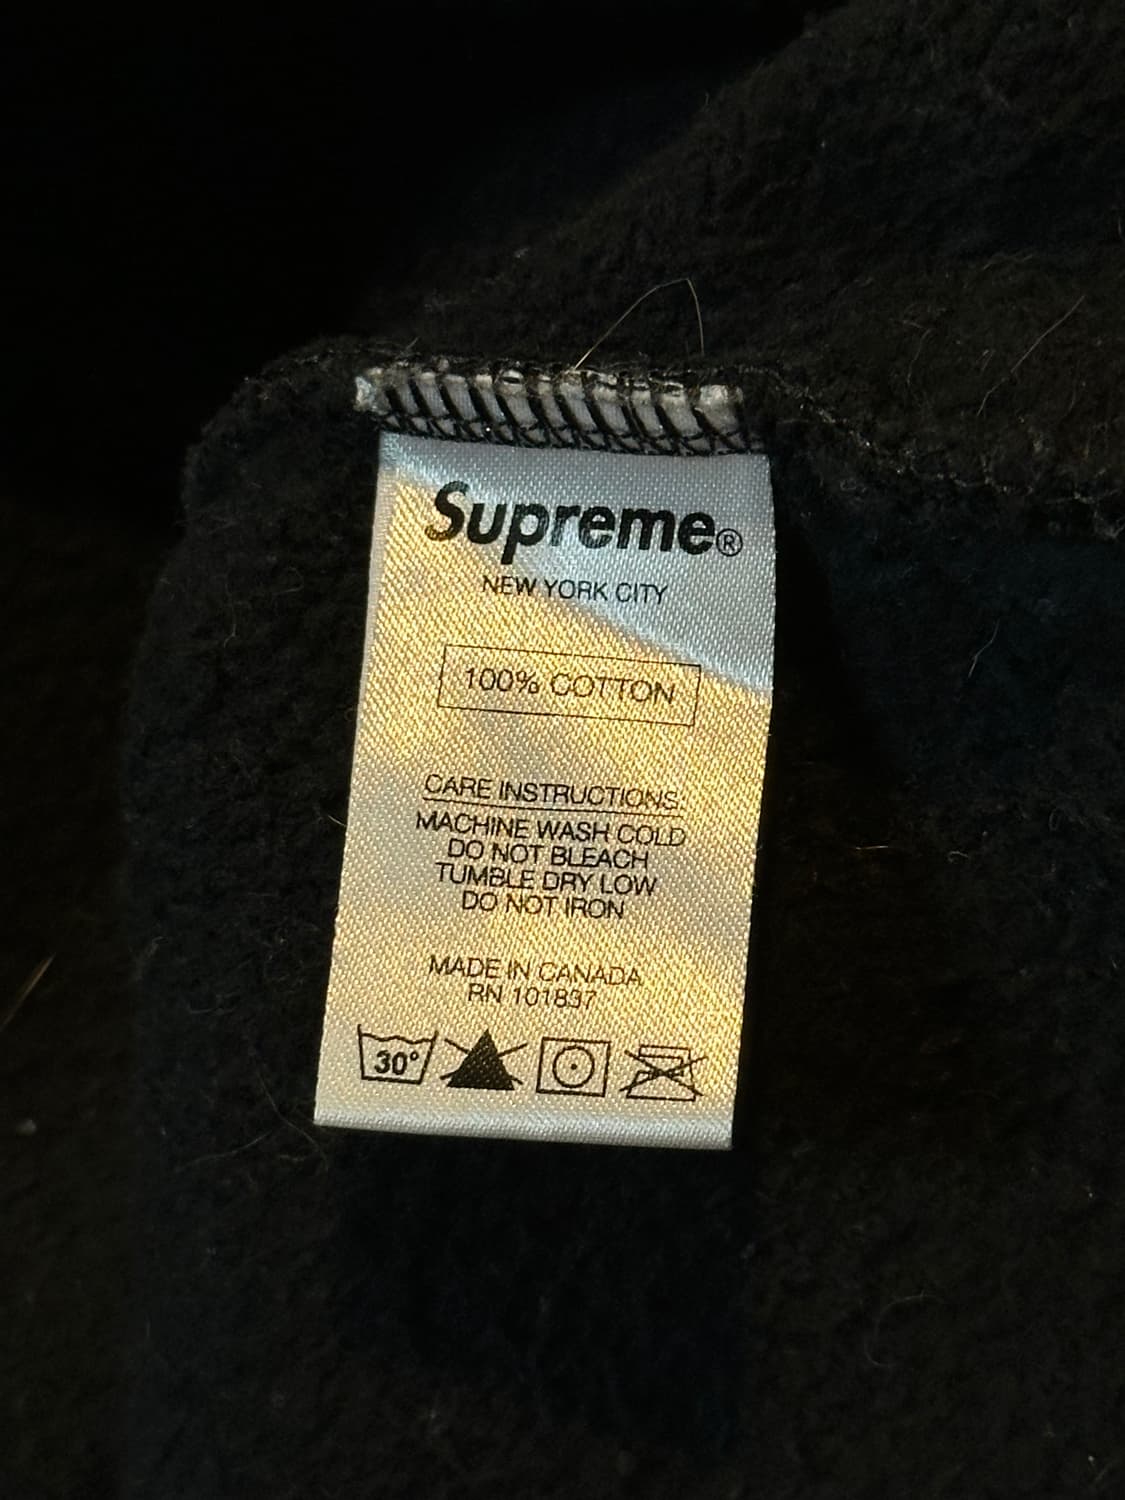 Supreme®
NEW YORK CITY
100% COTTON
CARE INSTRUCTIONS:
MACHINE WASH COLD
DO NOT BLEACH
TUMBLE DRY LOW
DO NOT IRON
MADE IN CANADA
RN 101837
30°